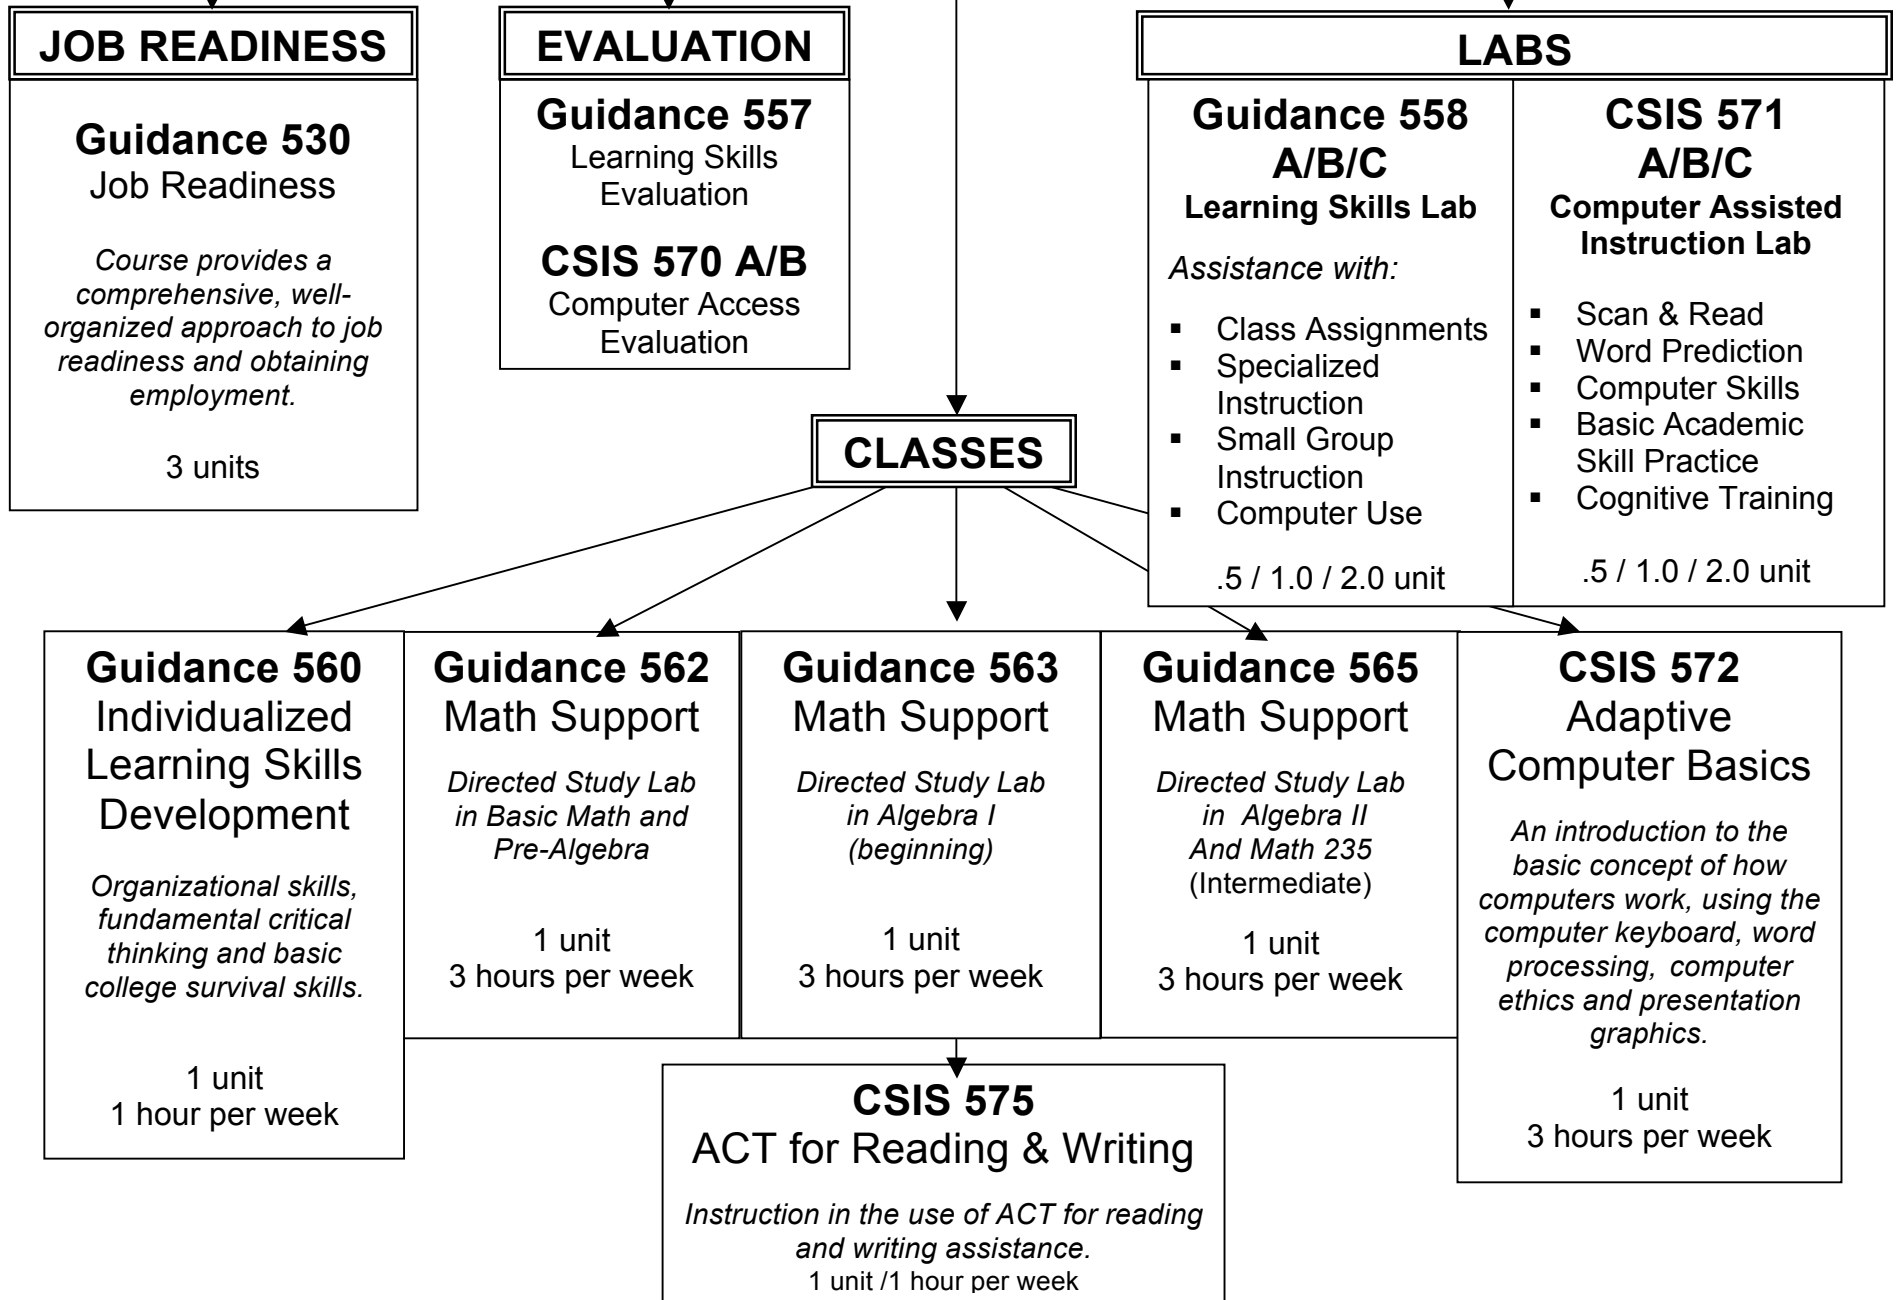 JOB READINESS
Guidance 530
Job Readiness
Course provides a
comprehensive, well-
organized approach to job
readiness and obtaining
employment.
3 units
EVALUATION
Guidance 557
Learning Skills
Evaluation
CSIS 570 A/B
Computer Access
Evaluation
LABS
Guidance 558
A/B/C
Learning Skills Lab
Assistance with:
▪ Class Assignments
▪ Specialized
Instruction
▪ Small Group
Instruction
▪ Computer Use
.5 / 1.0 / 2.0 unit
CSIS 571
A/B/C
Computer Assisted
Instruction Lab
▪ Scan & Read
▪ Word Prediction
▪ Computer Skills
▪ Basic Academic
Skill Practice
▪ Cognitive Training
.5 / 1.0 / 2.0 unit
CLASSES
Guidance 560
Individualized
Learning Skills
Development
Organizational skills,
fundamental critical
thinking and basic
college survival skills.
1 unit
1 hour per week
Guidance 562
Math Support
Directed Study Lab
in Basic Math and
Pre-Algebra
1 unit
3 hours per week
Guidance 563
Math Support
Directed Study Lab
in Algebra I
(beginning)
1 unit
3 hours per week
Guidance 565
Math Support
Directed Study Lab
in Algebra II
And Math 235
(Intermediate)
1 unit
3 hours per week
CSIS 572
Adaptive
Computer Basics
An introduction to the
basic concept of how
computers work, using the
computer keyboard, word
processing, computer
ethics and presentation
graphics.
1 unit
3 hours per week
CSIS 575
ACT for Reading & Writing
Instruction in the use of ACT for reading
and writing assistance.
1 unit /1 hour per week